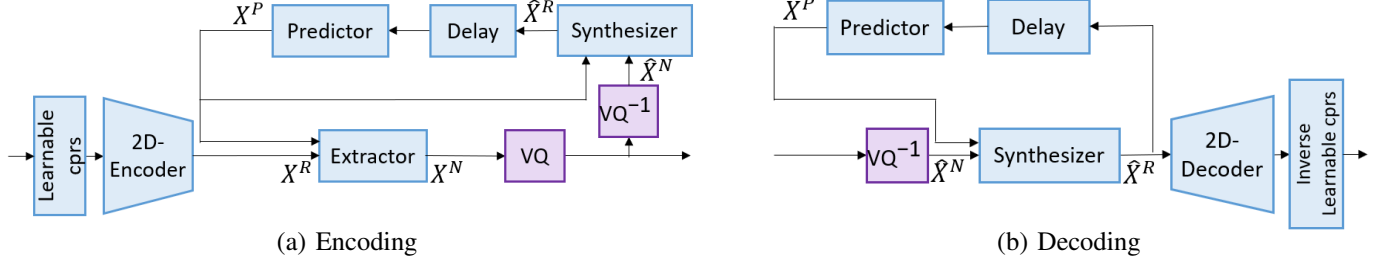 X^P Predictor Delay X̂^R Synthesizer
X̂^N
VQ⁻¹
Learnable cprs
2D-
Encoder
X^R Extractor X^N VQ
(a) Encoding
X^P Predictor Delay
VQ⁻¹ X̂^N Synthesizer X̂^R
2D-
Decoder
Inverse
Learnable cprs
(b) Decoding